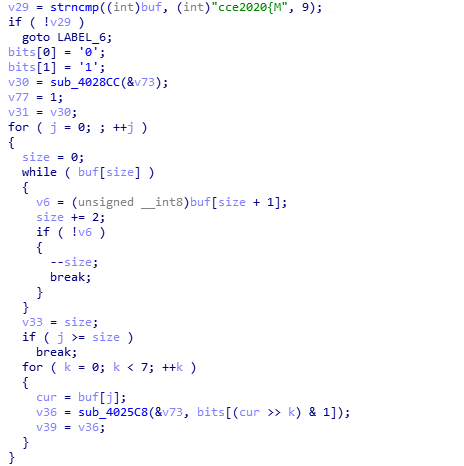 v29 = strncmp((int)buf, (int)"cce2020{M", 9);
if ( !v29 )
  goto LABEL_6;
bits[0] = '0';
bits[1] = '1';
v30 = sub_4028CC(&v73);
v77 = 1;
v31 = v30;
for ( j = 0; ; ++j )
{
  size = 0;
  while ( buf[size] )
  {
    v6 = (unsigned __int8)buf[size + 1];
    size += 2;
    if ( !v6 )
    {
      --size;
      break;
    }
  }
  v33 = size;
  if ( j >= size )
    break;
  for ( k = 0; k < 7; ++k )
  {
    cur = buf[j];
    v36 = sub_4025C8(&v73, bits[(cur >> k) & 1]);
    v39 = v36;
  }
}